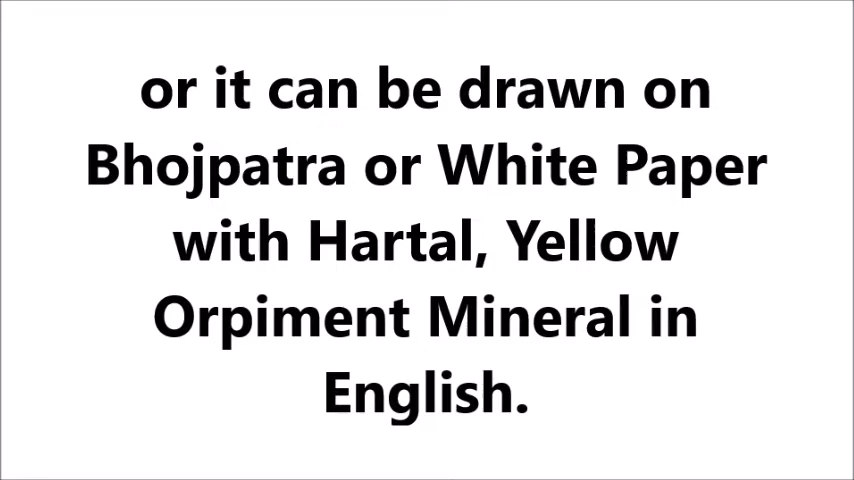 or it can be drawn on
Bhojpatra or White Paper
with Hartal, Yellow
Orpiment Mineral in
English.